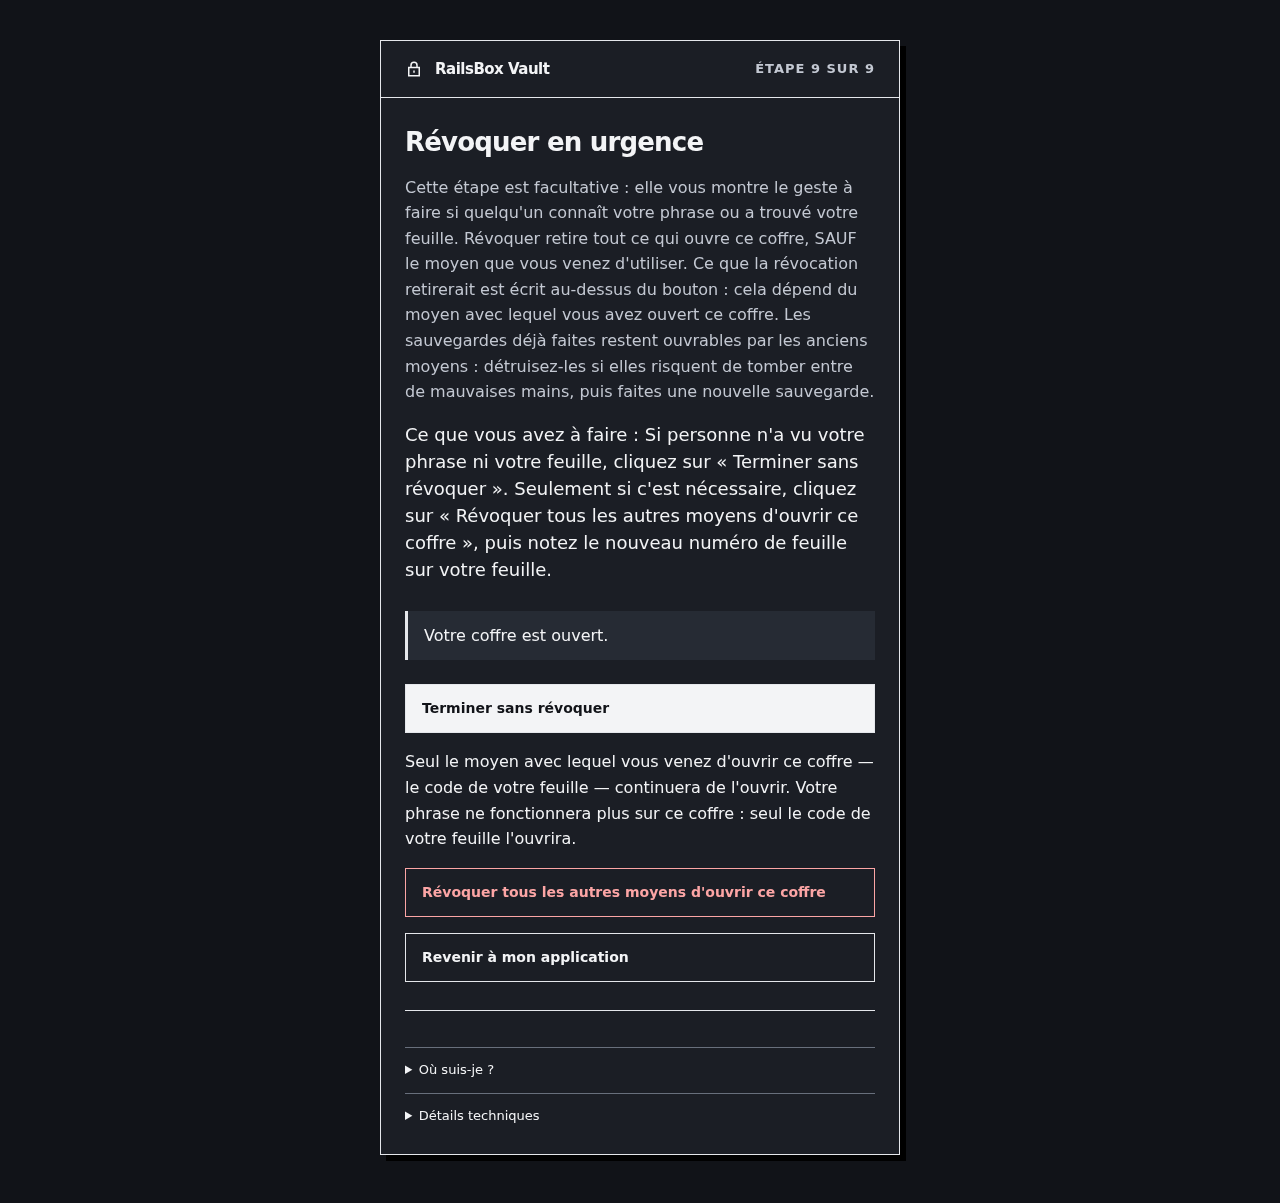 RailsBox Vault
ÉTAPE 9 SUR 9
Révoquer en urgence
Cette étape est facultative : elle vous montre le geste à
faire si quelqu'un connaît votre phrase ou a trouvé votre
feuille. Révoquer retire tout ce qui ouvre ce coffre, SAUF
le moyen que vous venez d'utiliser. Ce que la révocation
retirerait est écrit au-dessus du bouton : cela dépend du
moyen avec lequel vous avez ouvert ce coffre. Les
sauvegardes déjà faites restent ouvrables par les anciens
moyens : détruisez-les si elles risquent de tomber entre
de mauvaises mains, puis faites une nouvelle sauvegarde.
Ce que vous avez à faire : Si personne n'a vu votre
phrase ni votre feuille, cliquez sur « Terminer sans
révoquer ». Seulement si c'est nécessaire, cliquez
sur « Révoquer tous les autres moyens d'ouvrir ce
coffre », puis notez le nouveau numéro de feuille
sur votre feuille.
Votre coffre est ouvert.
Terminer sans révoquer
Seul le moyen avec lequel vous venez d'ouvrir ce coffre —
le code de votre feuille — continuera de l'ouvrir. Votre
phrase ne fonctionnera plus sur ce coffre : seul le code de
votre feuille l'ouvrira.
Révoquer tous les autres moyens d'ouvrir ce coffre
Revenir à mon application
Où suis-je ?
Détails techniques